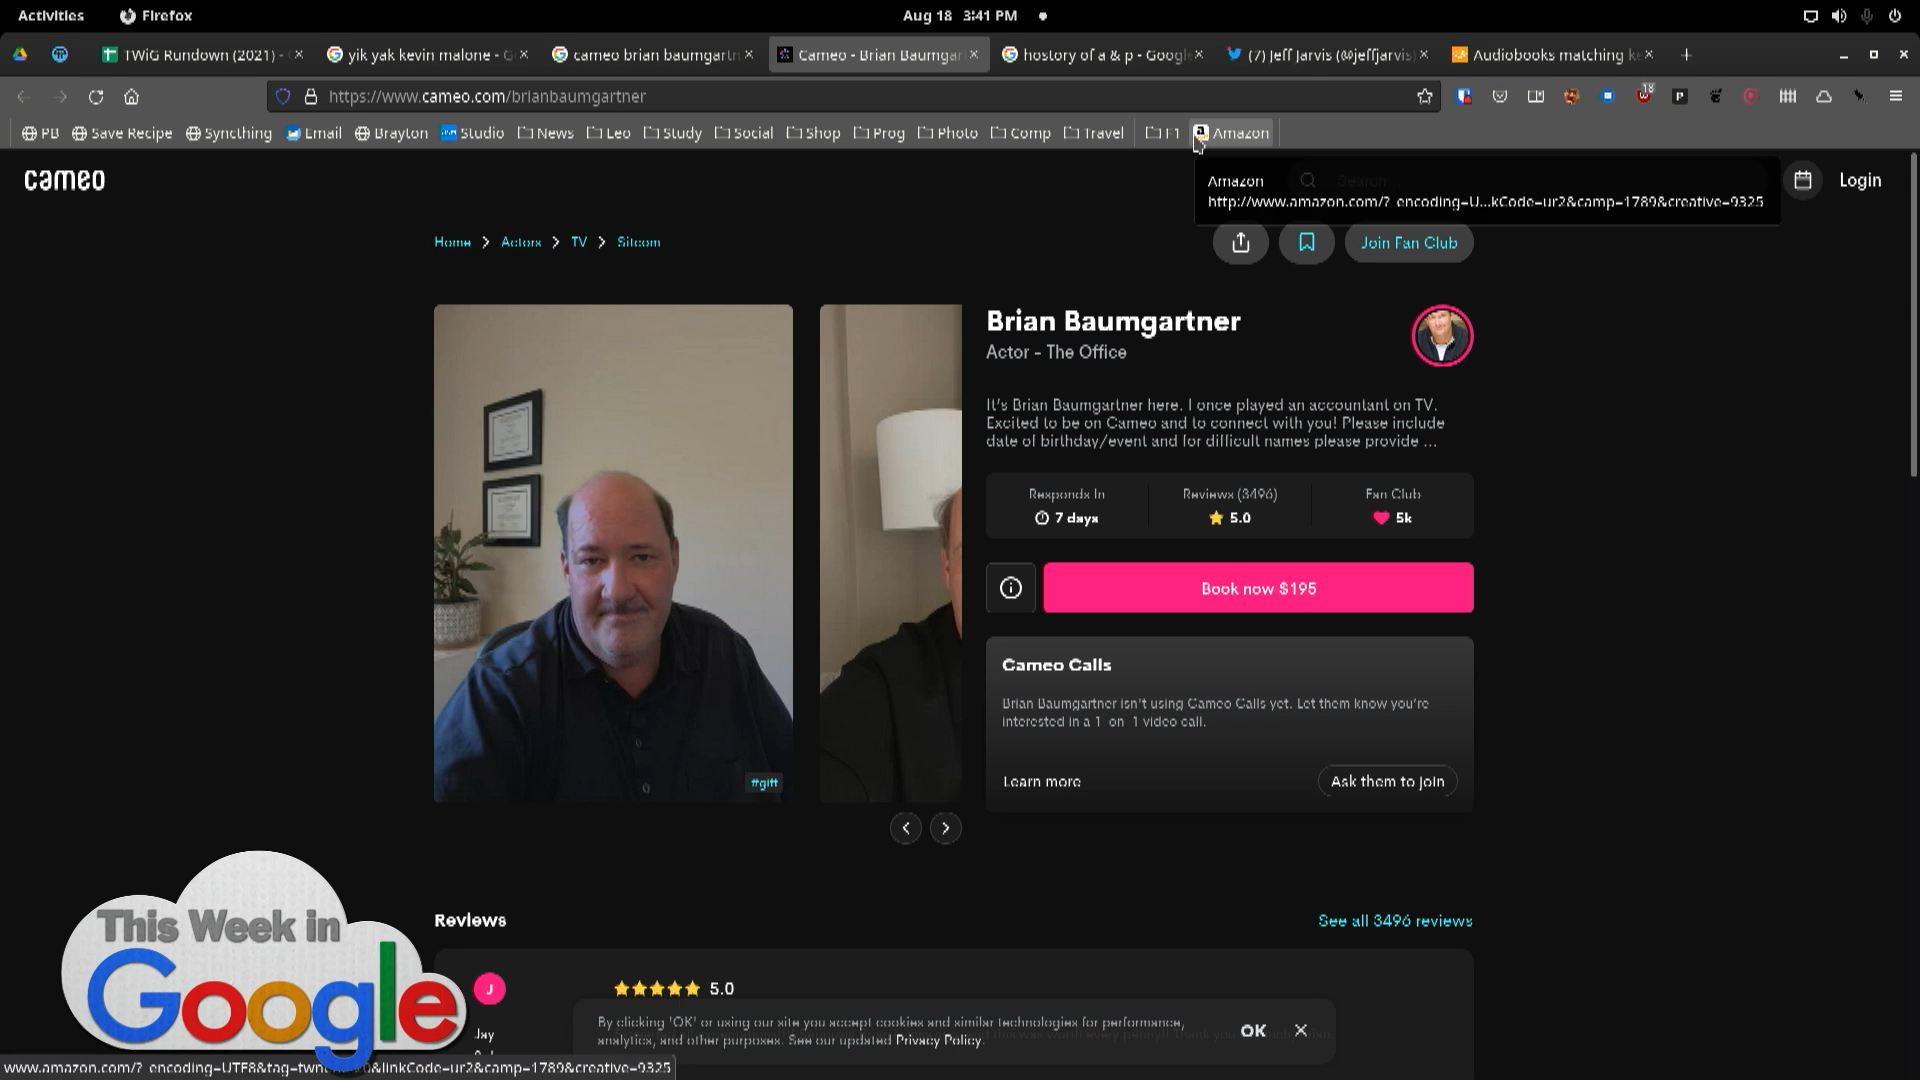 Activities
Firefox
Aug 18 3:41 PM
TWiG Rundown (2021) -
yik yak kevin malone - G
cameo brian baumgartn
Cameo - Brian Baumgar
hostory of a & p - Google
(7) Jeff Jarvis (@jeffjarvis)
Audiobooks matching ke
https://www.cameo.com/brianbaumgartner
18
PB
Save Recipe
Syncthing
Email
Brayton
Studio
News
Leo
Study
Social
Shop
Prog
Photo
Comp
Travel
F1
Amazon
cameo
Amazon
Search...
http://www.amazon.com/?_encoding=U...kCode=ur2&camp=1789&creative=9325
Login
Home > Actors > TV > Sitcom
Join Fan Club
Brian Baumgartner
Actor - The Office
It's Brian Baumgartner here. I once played an accountant on TV.
Excited to be on Cameo and to connect with you! Please include
date of birthday/event and for difficult names please provide ...
Responds In
7 days
Reviews (3496)
5.0
Fan Club
5k
Book now $195
#gift
Cameo Calls
Brian Baumgartner isn't using Cameo Calls yet. Let them know you're
interested in a 1-on-1 video call.
Learn more
Ask them to join
Reviews
See all 3496 reviews
J
5.0
Jay
By clicking 'OK' or using our site you accept cookies and similar technologies for performance,
analytics, and other purposes. See our updated Privacy Policy.
OK
This Week in
Google
www.amazon.com/?_encoding=UTF8&tag=twn
0&linkCode=ur2&camp=1789&creative=9325